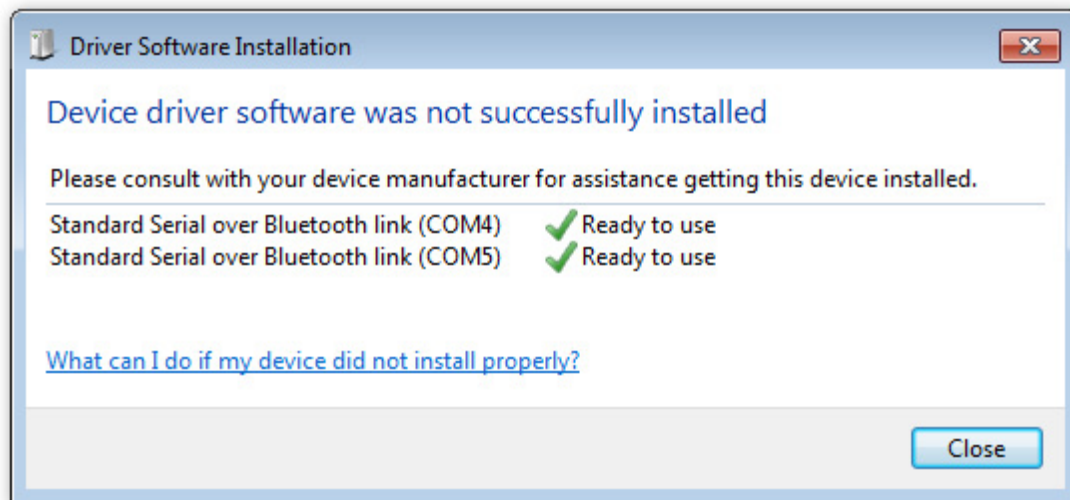 Driver Software Installation
Device driver software was not successfully installed
Please consult with your device manufacturer for assistance getting this device installed.
Standard Serial over Bluetooth link (COM4) Ready to use
Standard Serial over Bluetooth link (COM5) Ready to use
What can I do if my device did not install properly?
Close